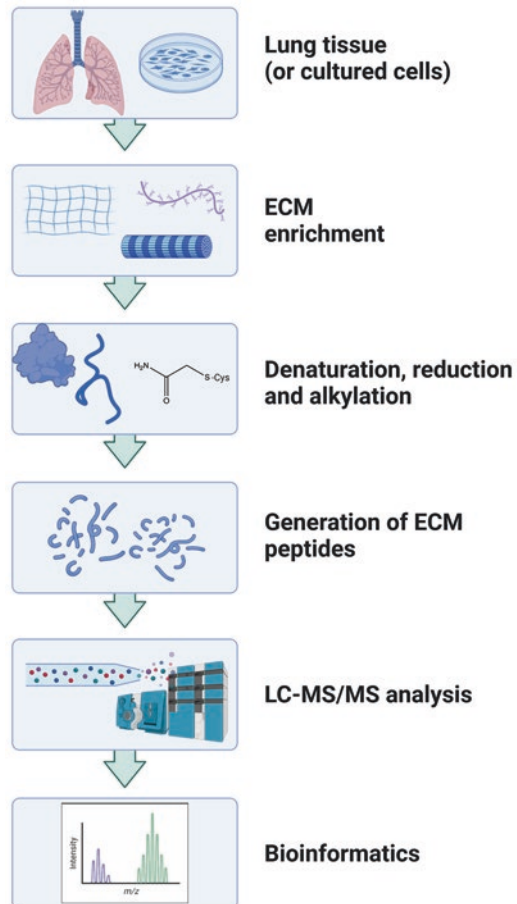 Lung tissue
(or cultured cells)
ECM
enrichment
H₂N
S-Cys
O
Denaturation, reduction
and alkylation
Generation of ECM
peptides
LC-MS/MS analysis
Intensity
m/z
Bioinformatics